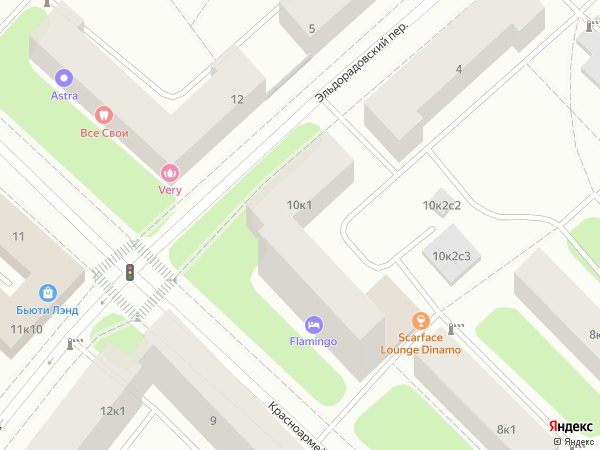 5
Эльдорадовский пер.
4
Astra
12
Все Свои
Very
10к1
10к2с2
11
10к2с3
Бьюти Лэнд
11к10
Flamingo
Scarface
Lounge Dinamo
8к
12к1
9
Красноармей
8к1
Яндекс
© Яндекс